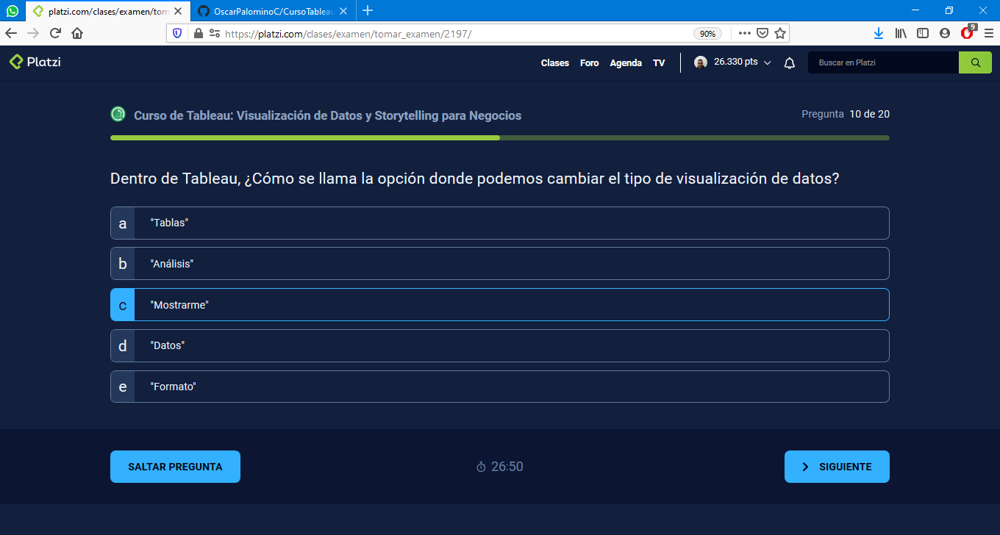 platzi.com/clases/examen/tom
OscarPalominoC/CursoTableau
https://platzi.com/clases/examen/tomar_examen/2197/
90%
9
Platzi
Clases Foro Agenda TV
26.330 pts
Buscar en Platzi
Curso de Tableau: Visualización de Datos y Storytelling para Negocios
Pregunta 10 de 20
Dentro de Tableau, ¿Cómo se llama la opción donde podemos cambiar el tipo de visualización de datos?
a "Tablas"
b "Análisis"
c "Mostrarme"
d "Datos"
e "Formato"
SALTAR PREGUNTA
26:50
SIGUIENTE